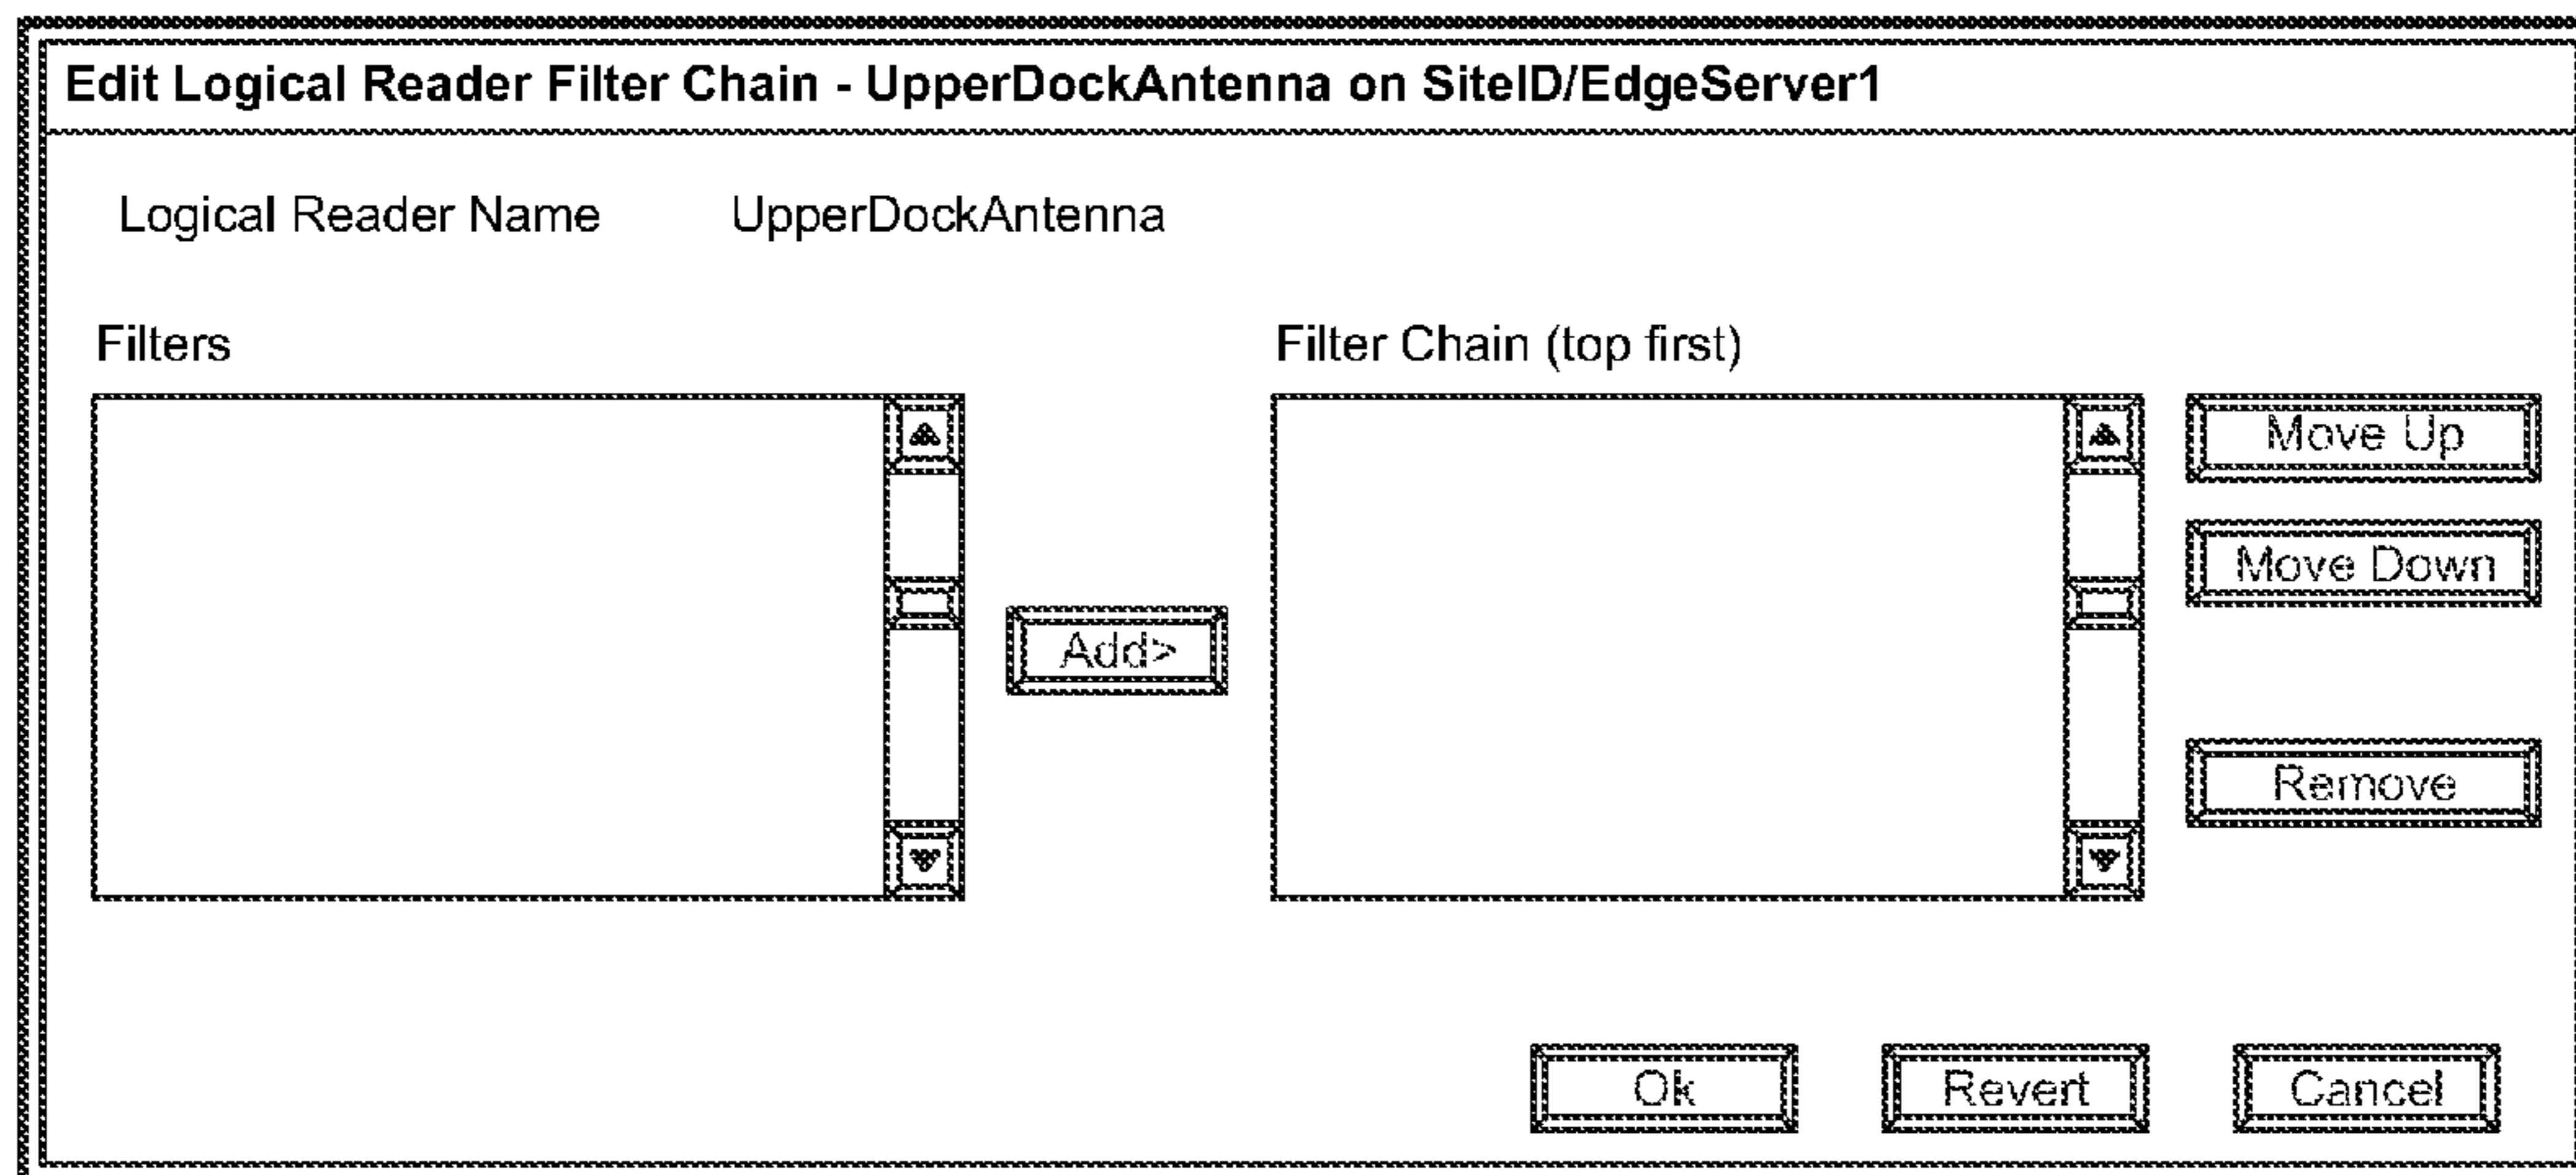 Edit Logical Reader Filter Chain - UpperDockAntenna on SiteID/EdgeServer1
Logical Reader Name UpperDockAntenna
Filters
Filter Chain (top first)
Move Up
Move Down
Add>
Remove
Ok
Revert
Cancel